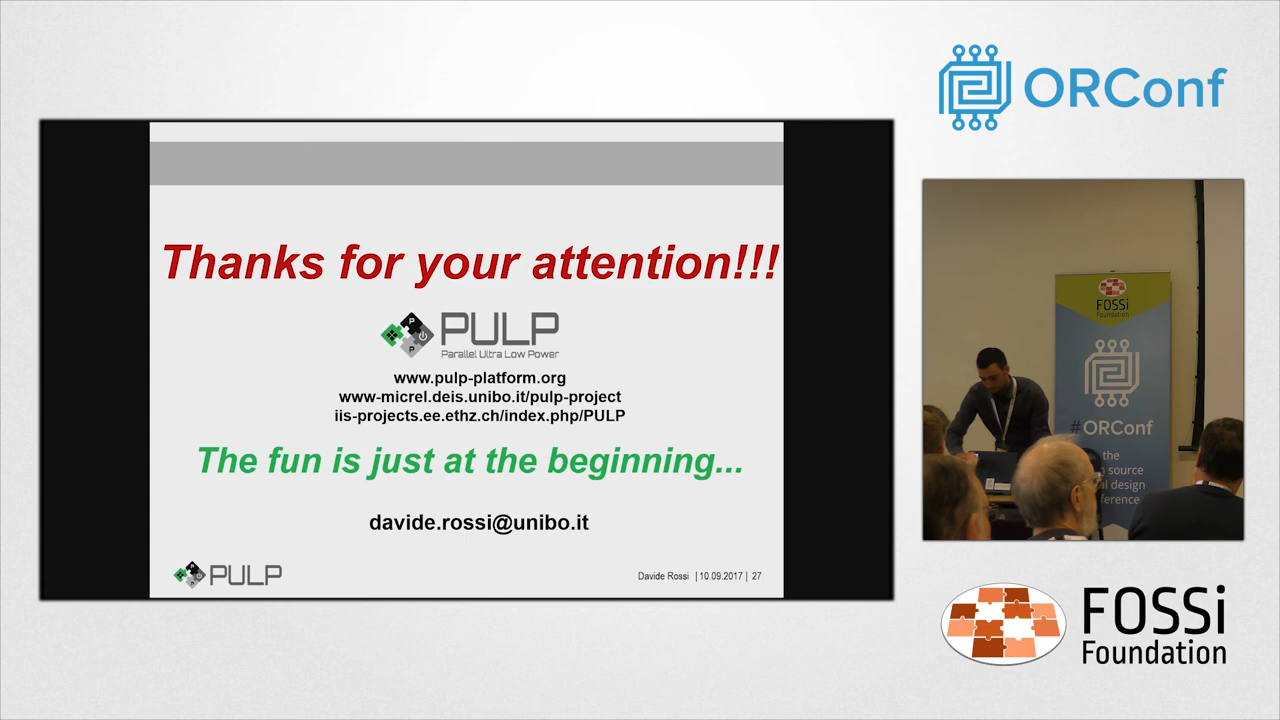 Thanks for your attention!!!
PULP
Parallel Ultra Low Power
www.pulp-platform.org
www-micrel.deis.unibo.it/pulp-project
iis-projects.ee.ethz.ch/index.php/PULP
The fun is just at the beginning...
davide.rossi@unibo.it
PULP
Davide Rossi | 10.09.2017 | 27
ORConf
FOSSi
Foundation
#ORConf
the
source
design
FOSSi
Foundation